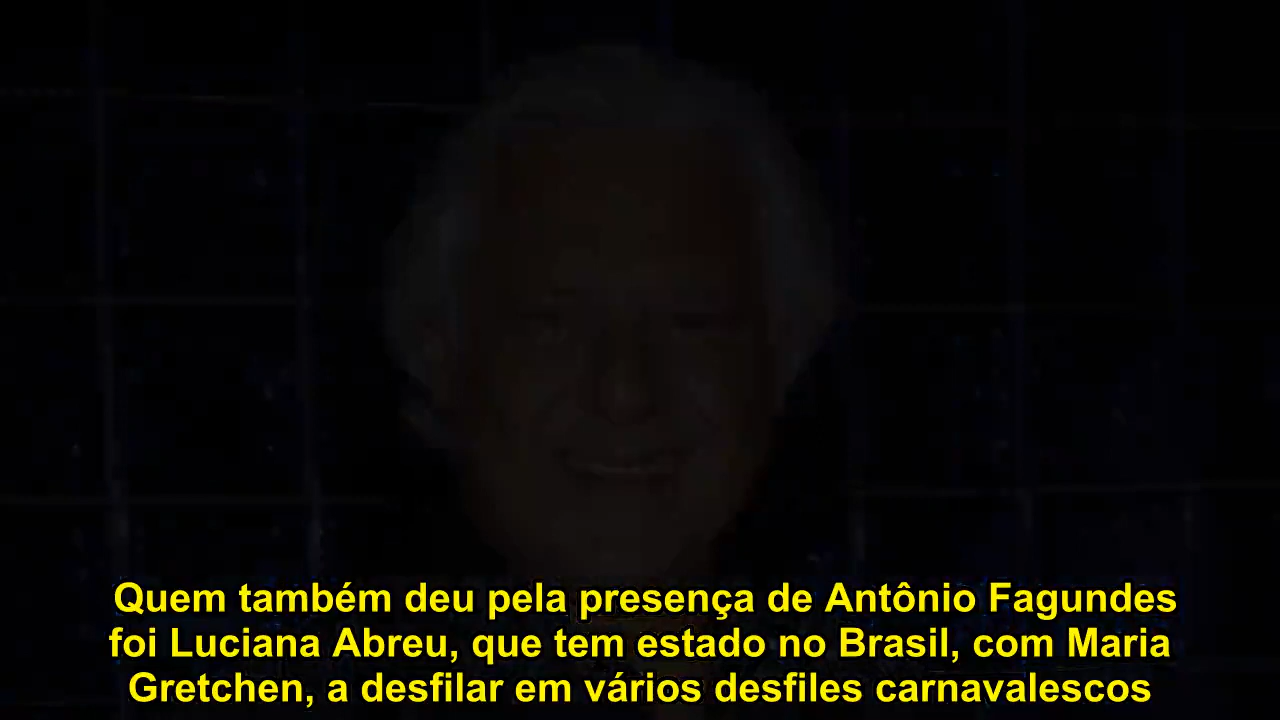 Quem também deu pela presença de Antônio Fagundes
foi Luciana Abreu, que tem estado no Brasil, com Maria
Gretchen, a desfilar em vários desfiles carnavalescos